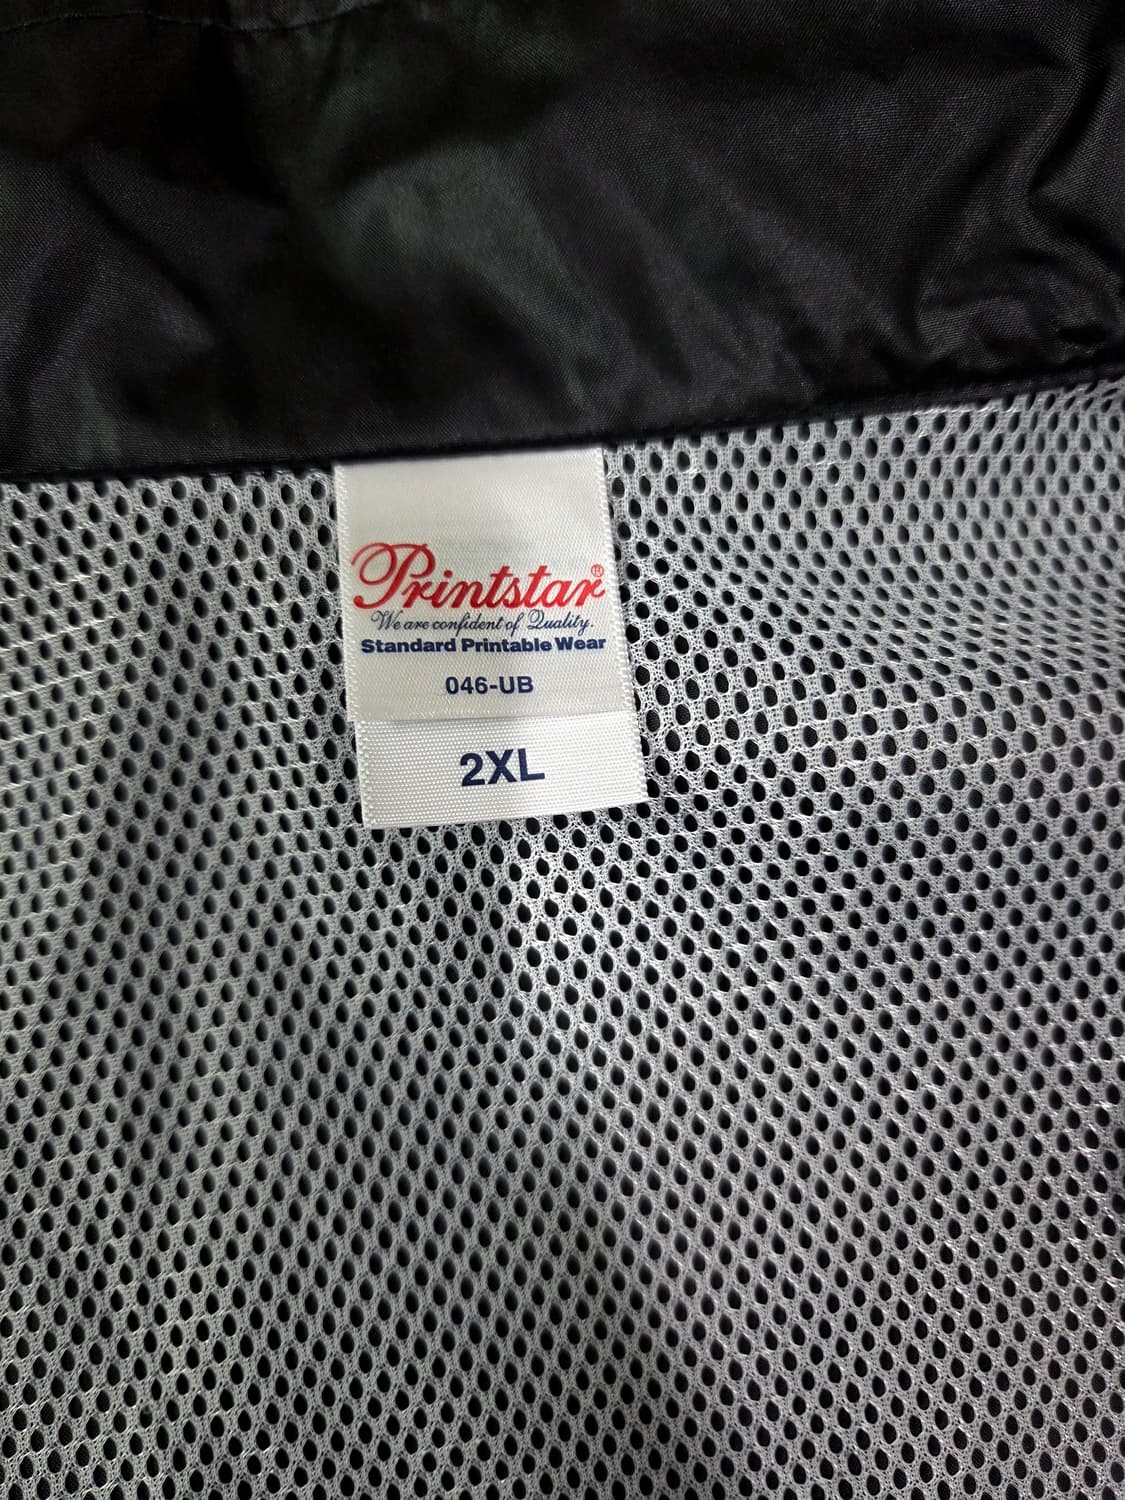 Printstar®
We are confident of Quality.
Standard Printable Wear
046-UB
2XL